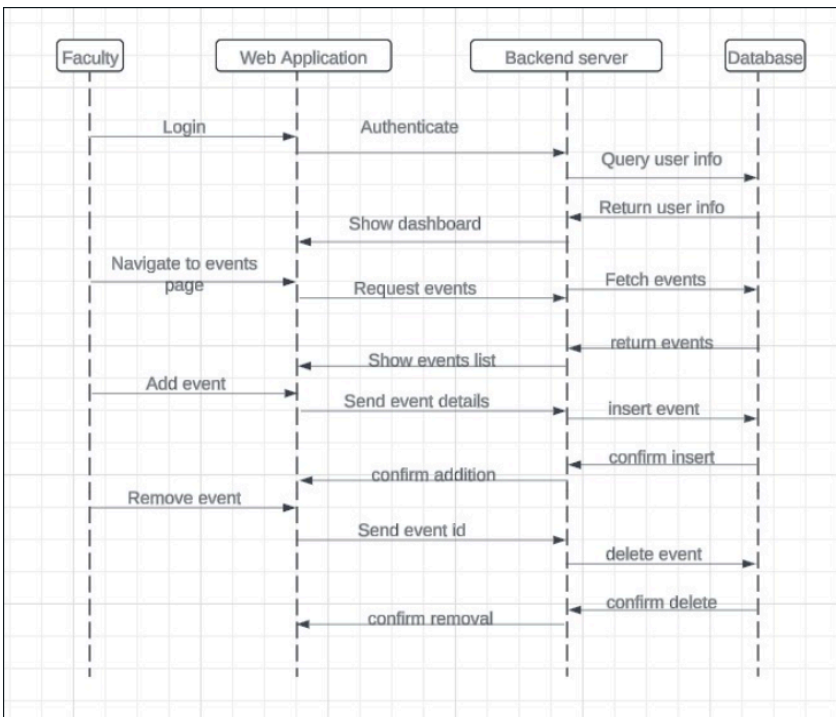 Faculty
Web Application
Backend server
Database
Login
Authenticate
Query user info
Return user info
Show dashboard
Navigate to events
page
Request events
Fetch events
return events
Show events list
Add event
Send event details
insert event
confirm insert
confirm addition
Remove event
Send event id
delete event
confirm delete
confirm removal